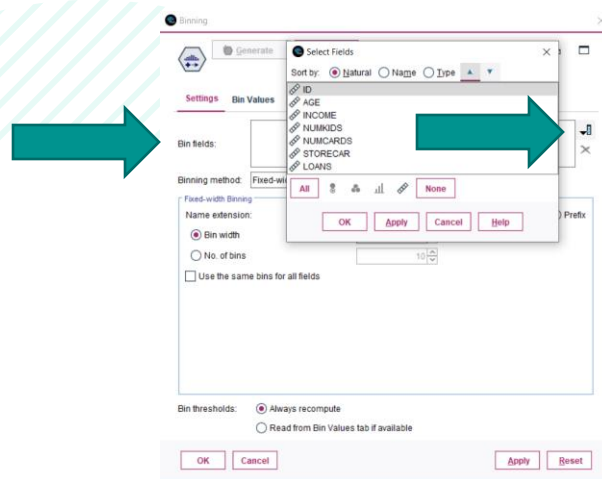 Binning
Generate
Select Fields
Sort by: Natural Name Type
ID
AGE
INCOME
NUMKIDS
NUMCARDS
STORECAR
LOANS
All None
OK Apply Cancel Help
Settings Bin Values
Bin fields:
Binning method: Fixed-wi
Fixed-width Binning
Name extension: Prefix
Bin width
No. of bins 10
Use the same bins for all fields
Bin thresholds: Always recompute
Read from Bin Values tab if available
OK Cancel Apply Reset